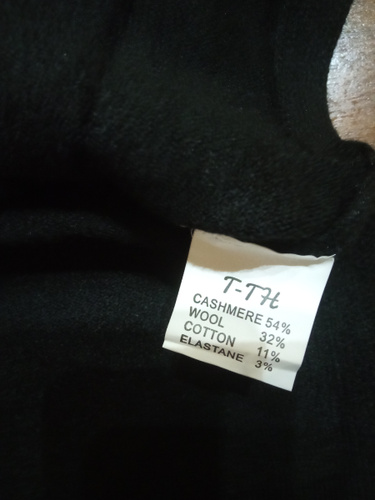 T-TH
CASHMERE 54%
WOOL 32%
COTTON 11%
ELASTANE 3%